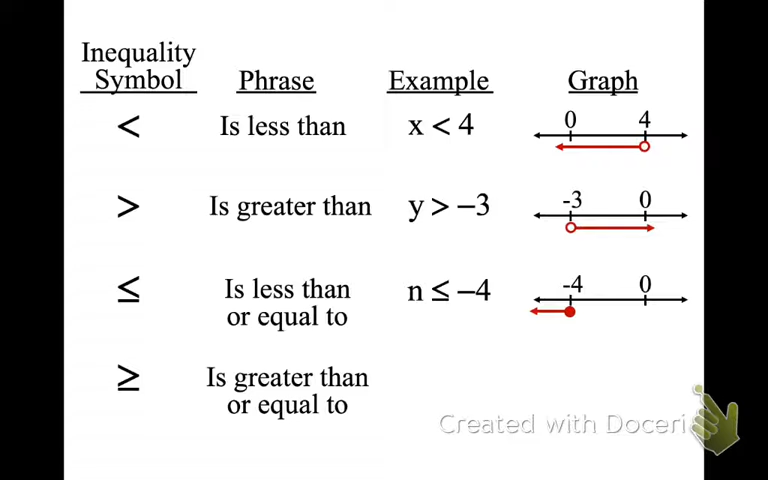 Inequality
Symbol Phrase Example Graph
< Is less than x < 4 0 4
> Is greater than y > −3 -3 0
≤ Is less than n ≤ −4 -4 0
or equal to
≥ Is greater than
or equal to
Created with Doceri